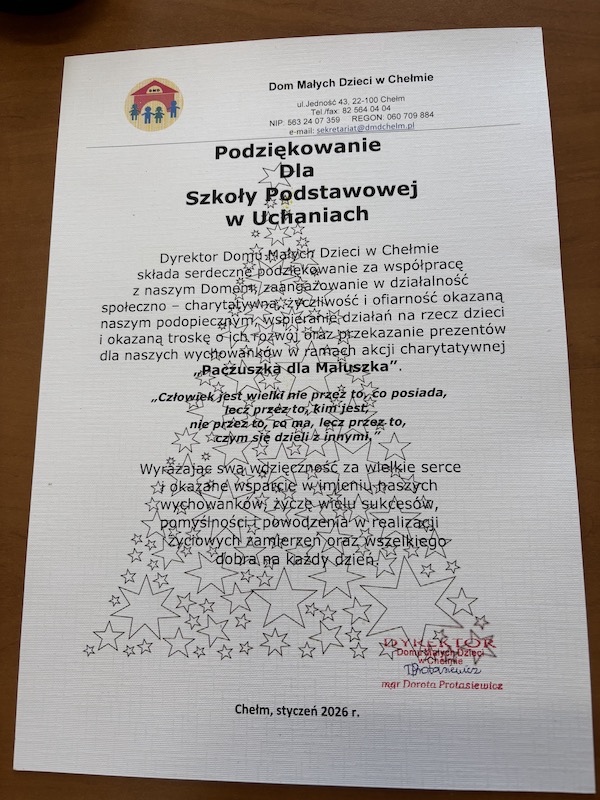 Dom Małych Dzieci w Chełmie
ul.Jedność 43, 22-100 Chełm
Tel /fax: 82 564 04 04
NIP: 563 24 07 359 REGON: 060 709 884
e-mail: sekretariat@dmdchelm.pl
Podziękowanie
Dla
Szkoły Podstawowej
w Uchaniach
Dyrektor Domu Małych Dzieci w Chełmie
składa serdeczne podziękowanie za współpracę
z naszym Domem, zaangażowanie w działalność
społeczno – charytatywną, życzliwość i ofiarność okazaną
naszym podopiecznym, wspieranie działań na rzecz dzieci
i okazaną troskę o ich rozwój oraz przekazanie prezentów
dla naszych wychowanków w ramach akcji charytatywnej
„Paczuszka dla Maluszka”.
„Człowiek jest wielki nie przez to, co posiada,
lecz przez to, kim jest,
nie przez to, co ma, lecz przez to,
czym się dzieli z innymi.”
Wyrażając swą wdzięczność za wielkie serce
i okazane wsparcie w imieniu naszych
wychowanków, życzę wielu sukcesów,
pomyślności i powodzenia w realizacji
życiowych zamierzeń oraz wszelkiego
dobra na każdy dzień.
DYREKTOR
Domu Małych Dzieci
w Chełmie
mgr Dorota Protasiewicz
Chełm, styczeń 2026 r.